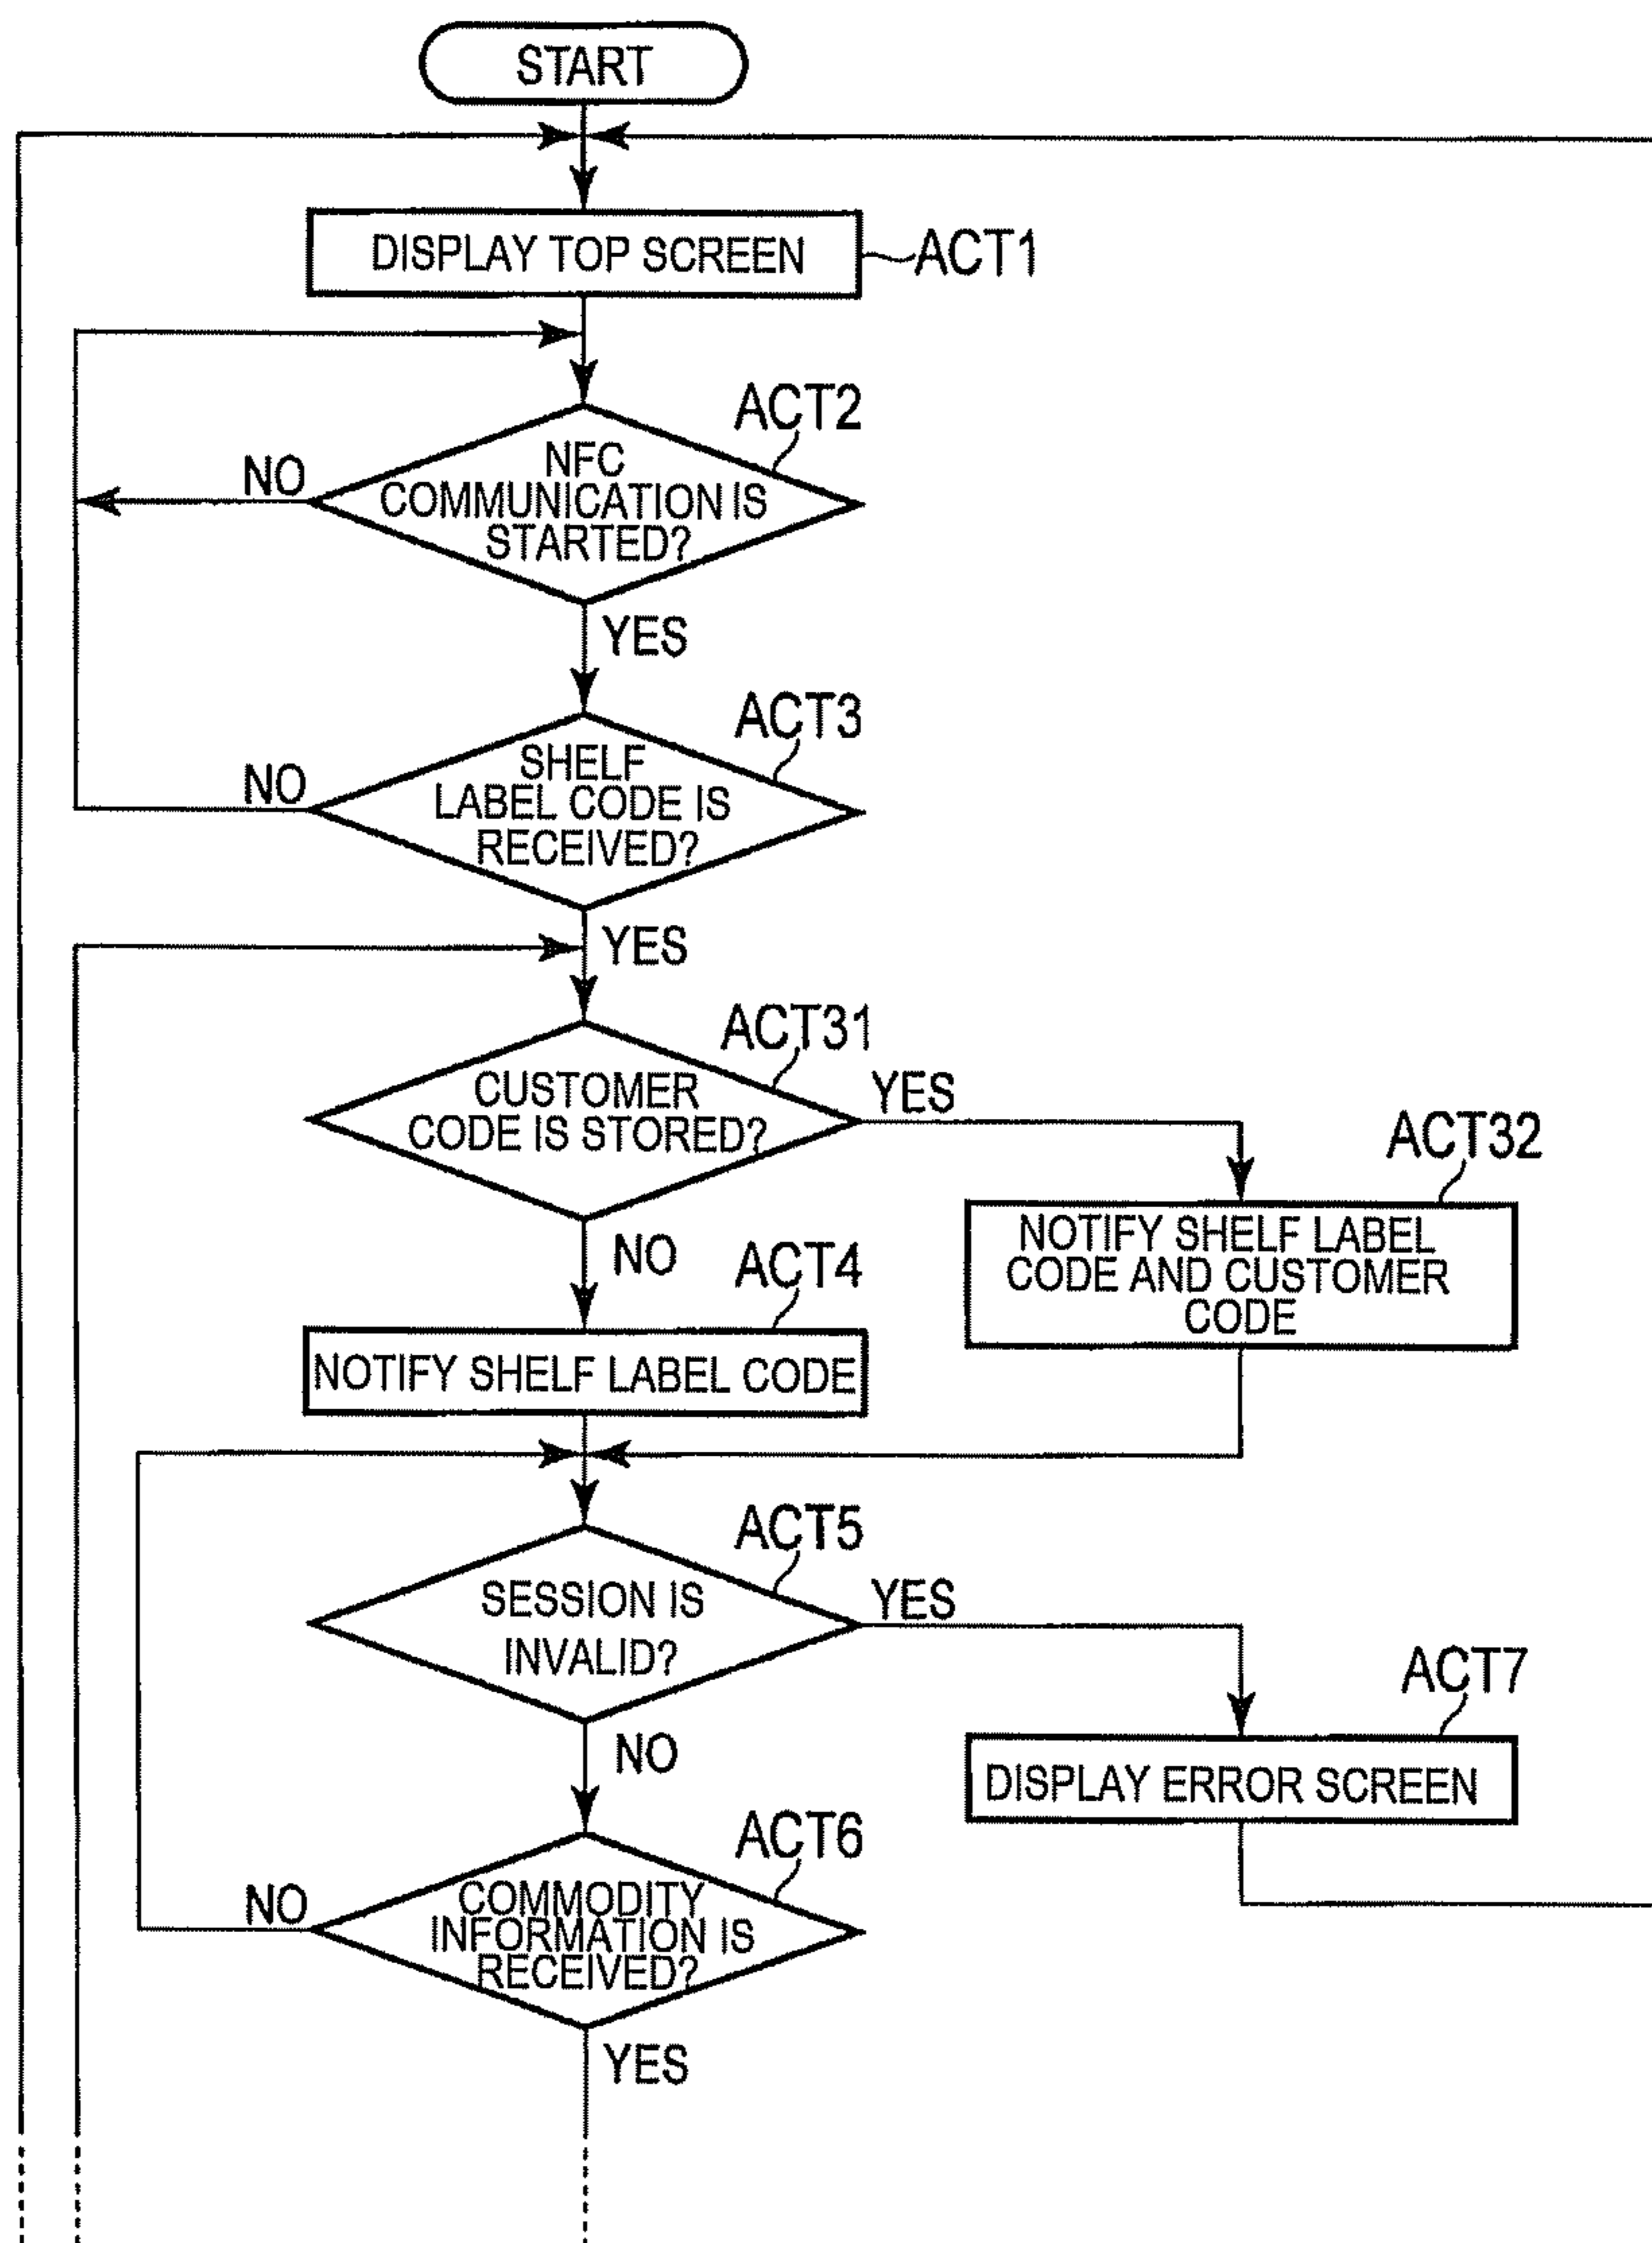 START
DISPLAY TOP SCREEN
ACT1
ACT2
NFC
COMMUNICATION IS
STARTED?
NO
YES
ACT3
SHELF
LABEL CODE IS
RECEIVED?
NO
YES
ACT31
CUSTOMER
CODE IS STORED?
YES
ACT32
NOTIFY SHELF LABEL
CODE AND CUSTOMER
CODE
NO
ACT4
NOTIFY SHELF LABEL CODE
ACT5
SESSION IS
INVALID?
YES
ACT7
DISPLAY ERROR SCREEN
NO
ACT6
COMMODITY
INFORMATION IS
RECEIVED?
NO
YES